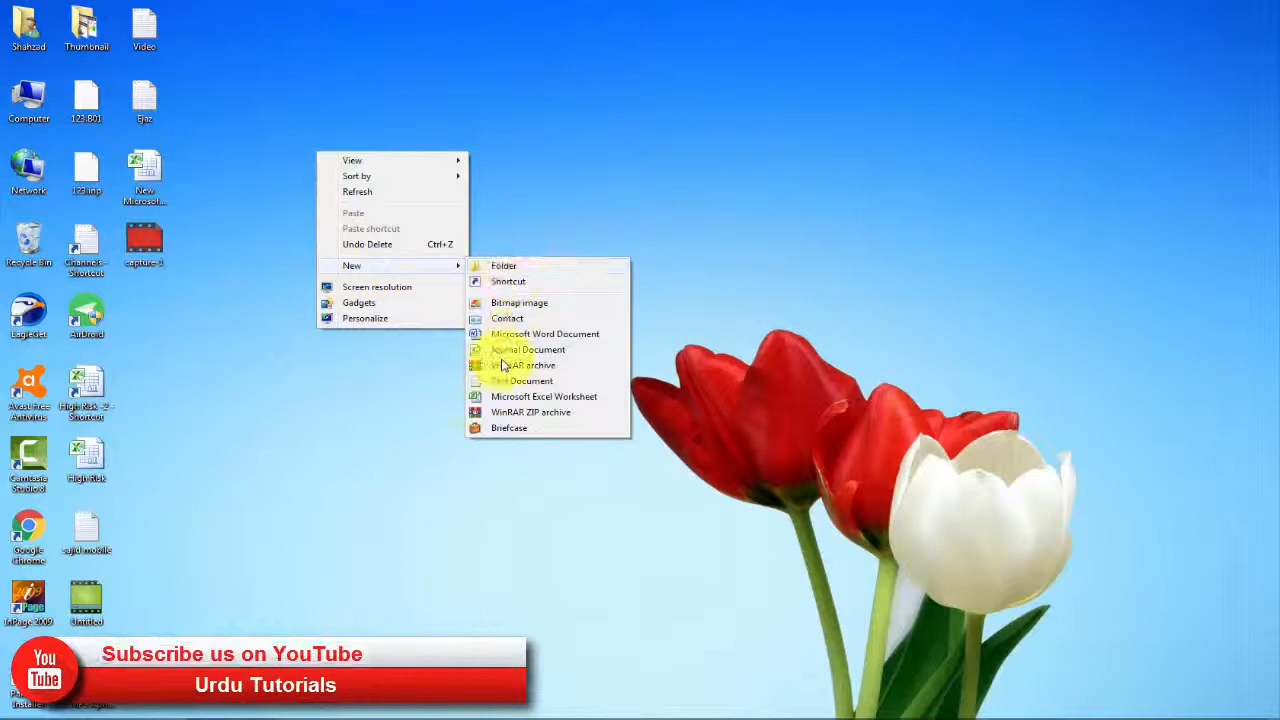 Shahzad
Thumbnail
Video
Computer
123.B01
Ejaz
Network
123.inp
New
Microsoft...
Recycle Bin
Channels -
Shortcut
capture-1
EagleGet
AirDroid
Avast Free
Antivirus
High Risk -2 -
Shortcut
Camtasia
Studio 8
High Risk
Google
Chrome
sajid mobile
InPage 2009
Untitled
View
Sort by
Refresh
Paste
Paste shortcut
Undo Delete Ctrl+Z
New
Screen resolution
Gadgets
Personalize
Folder
Shortcut
Bitmap image
Contact
Microsoft Word Document
Journal Document
WinRAR archive
Text Document
Microsoft Excel Worksheet
WinRAR ZIP archive
Briefcase
You
Tube
Subscribe us on YouTube
Urdu Tutorials